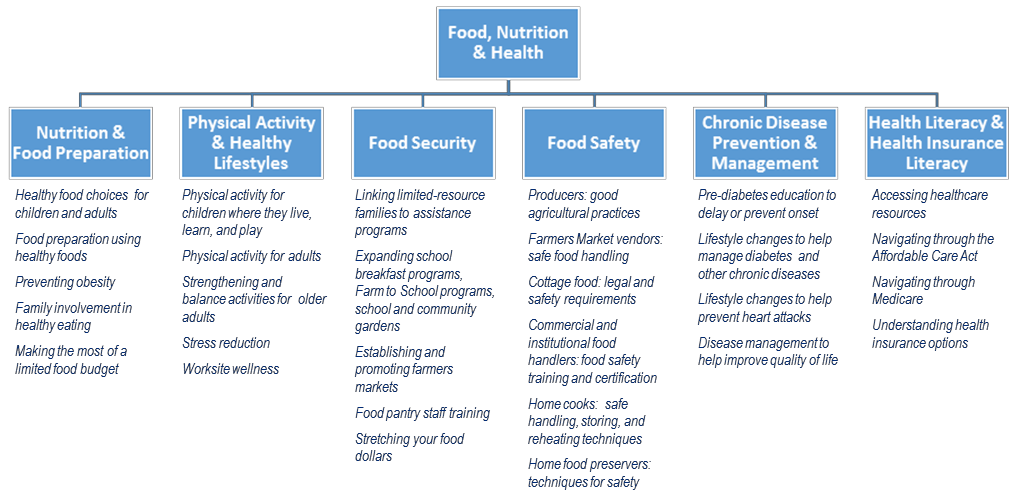 Food, Nutrition
& Health
Nutrition &
Food Preparation
Healthy food choices for
children and adults
Food preparation using
healthy foods
Preventing obesity
Family involvement in
healthy eating
Making the most of a
limited food budget
Physical Activity
& Healthy
Lifestyles
Physical activity for
children where they live,
learn, and play
Physical activity for adults
Strengthening and
balance activities for older
adults
Stress reduction
Worksite wellness
Food Security
Linking limited-resource
families to assistance
programs
Expanding school
breakfast programs,
Farm to School programs,
school and community
gardens
Establishing and
promoting farmers
markets
Food pantry staff training
Stretching your food
dollars
Food Safety
Producers: good
agricultural practices
Farmers Market vendors:
safe food handling
Cottage food: legal and
safety requirements
Commercial and
institutional food
handlers: food safety
training and certification
Home cooks: safe
handling, storing, and
reheating techniques
Home food preservers:
techniques for safety
Chronic Disease
Prevention &
Management
Pre-diabetes education to
delay or prevent onset
Lifestyle changes to help
manage diabetes and
other chronic diseases
Lifestyle changes to help
prevent heart attacks
Disease management to
help improve quality of life
Health Literacy &
Health Insurance
Literacy
Accessing healthcare
resources
Navigating through the
Affordable Care Act
Navigating through
Medicare
Understanding health
insurance options